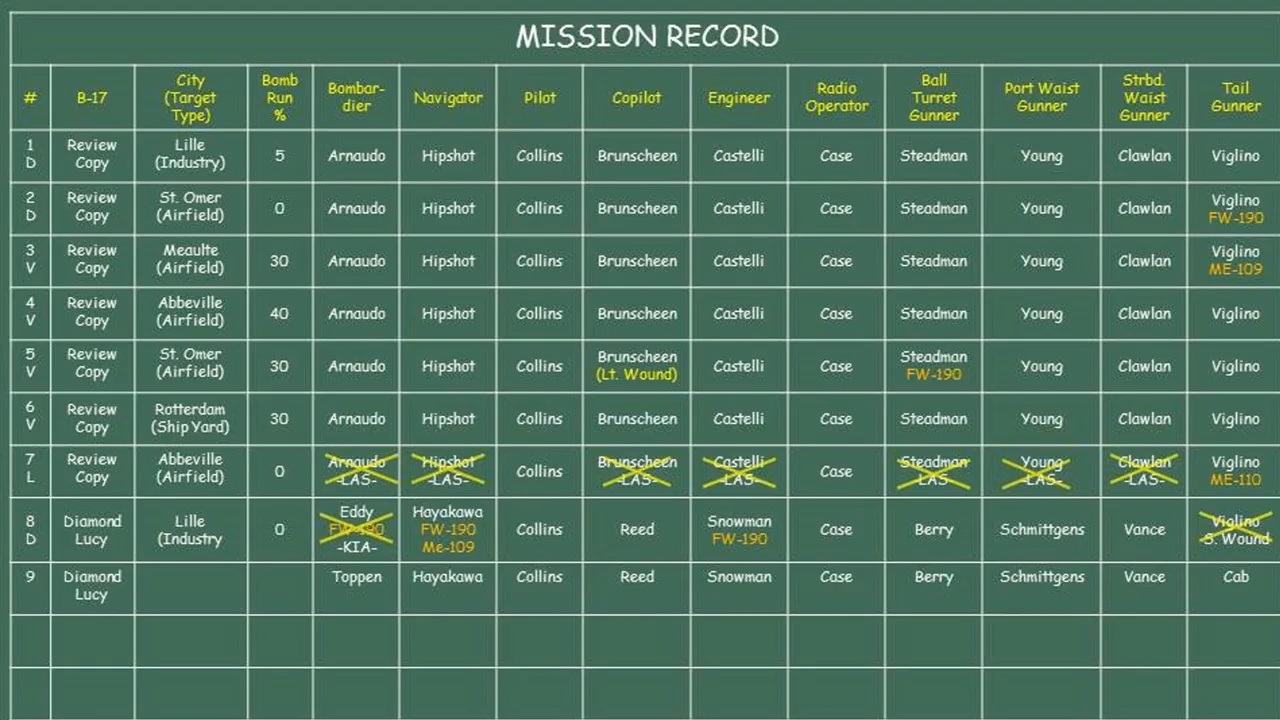 MISSION RECORD
# B-17 City (Target Type) Bomb Run % Bombar-dier Navigator Pilot Copilot Engineer Radio Operator Ball Turret Gunner Port Waist Gunner Strbd. Waist Gunner Tail Gunner
1 D Review Copy Lille (Industry) 5 Arnaudo Hipshot Collins Brunscheen Castelli Case Steadman Young Clawlan Viglino
2 D Review Copy St. Omer (Airfield) 0 Arnaudo Hipshot Collins Brunscheen Castelli Case Steadman Young Clawlan Viglino FW-190
3 V Review Copy Meaulte (Airfield) 30 Arnaudo Hipshot Collins Brunscheen Castelli Case Steadman Young Clawlan Viglino ME-109
4 V Review Copy Abbeville (Airfield) 40 Arnaudo Hipshot Collins Brunscheen Castelli Case Steadman Young Clawlan Viglino
5 V Review Copy St. Omer (Airfield) 30 Arnaudo Hipshot Collins Brunscheen (Lt. Wound) Castelli Case Steadman FW-190 Young Clawlan Viglino
6 V Review Copy Rotterdam (Ship Yard) 30 Arnaudo Hipshot Collins Brunscheen Castelli Case Steadman Young Clawlan Viglino
7 L Review Copy Abbeville (Airfield) 0 Arnaudo -LAS- Hipshot -LAS- Collins Brunscheen -LAS- Castelli -LAS- Case Steadman -LAS- Young -LAS- Clawlan -LAS- Viglino ME-110
8 D Diamond Lucy Lille (Industry 0 Eddy FW-190 -KIA- Hayakawa FW-190 Me-109 Collins Reed Snowman FW-190 Case Berry Schmittgens Vance Viglino S. Wound
9 Diamond Lucy Toppen Hayakawa Collins Reed Snowman Case Berry Schmittgens Vance Cab